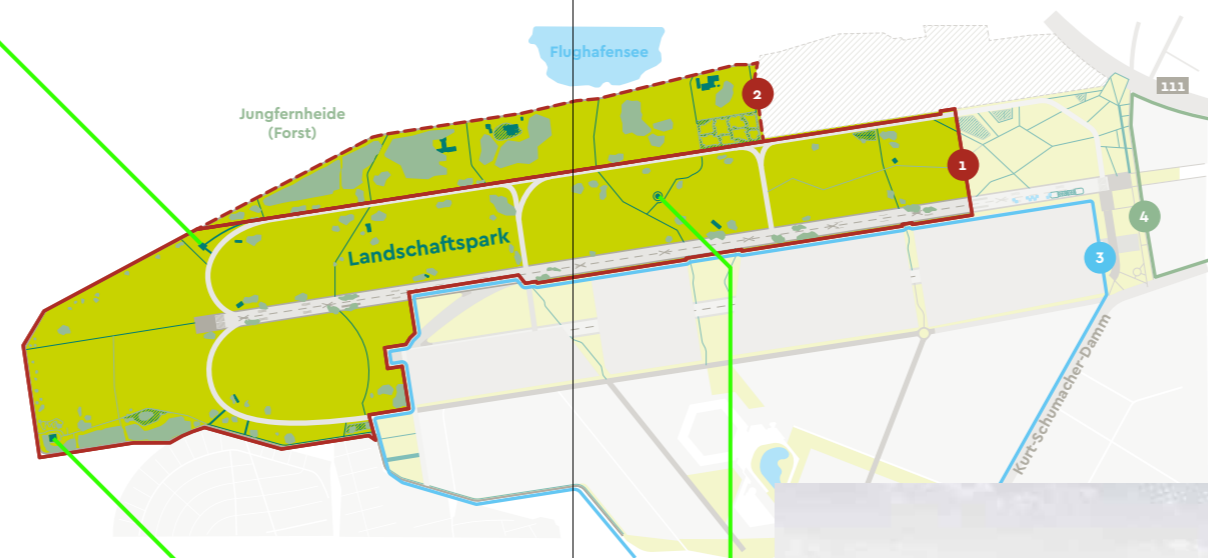 Flughafensee
111
2
Jungfernheide
(Forst)
1
4
Landschaftspark
3
Kurt-Schumacher-Damm